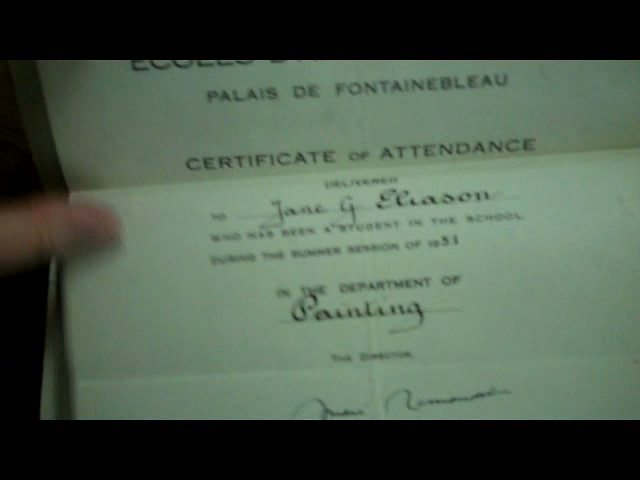 PALAIS DE FONTAINEBLEAU
CERTIFICATE OF ATTENDANCE
DELIVERED
TO Jane G Eliason
WHO HAS BEEN A STUDENT IN THE SCHOOL
DURING THE SUMMER SESSION OF 1951
IN THE DEPARTMENT OF
Painting
THE DIRECTOR